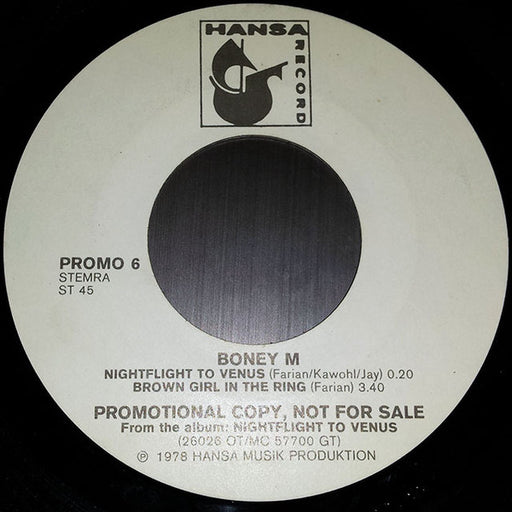 HANSA
RECORD
PROMO 6
STEMRA
ST 45
BONEY M
NIGHTFLIGHT TO VENUS (Farian/Kawohl/Jay) 0.20
BROWN GIRL IN THE RING (Farian) 3.40
PROMOTIONAL COPY, NOT FOR SALE
From the album: NIGHTFLIGHT TO VENUS
(26026 OT/MC 57700 GT)
℗ 1978 HANSA MUSIK PRODUKTION